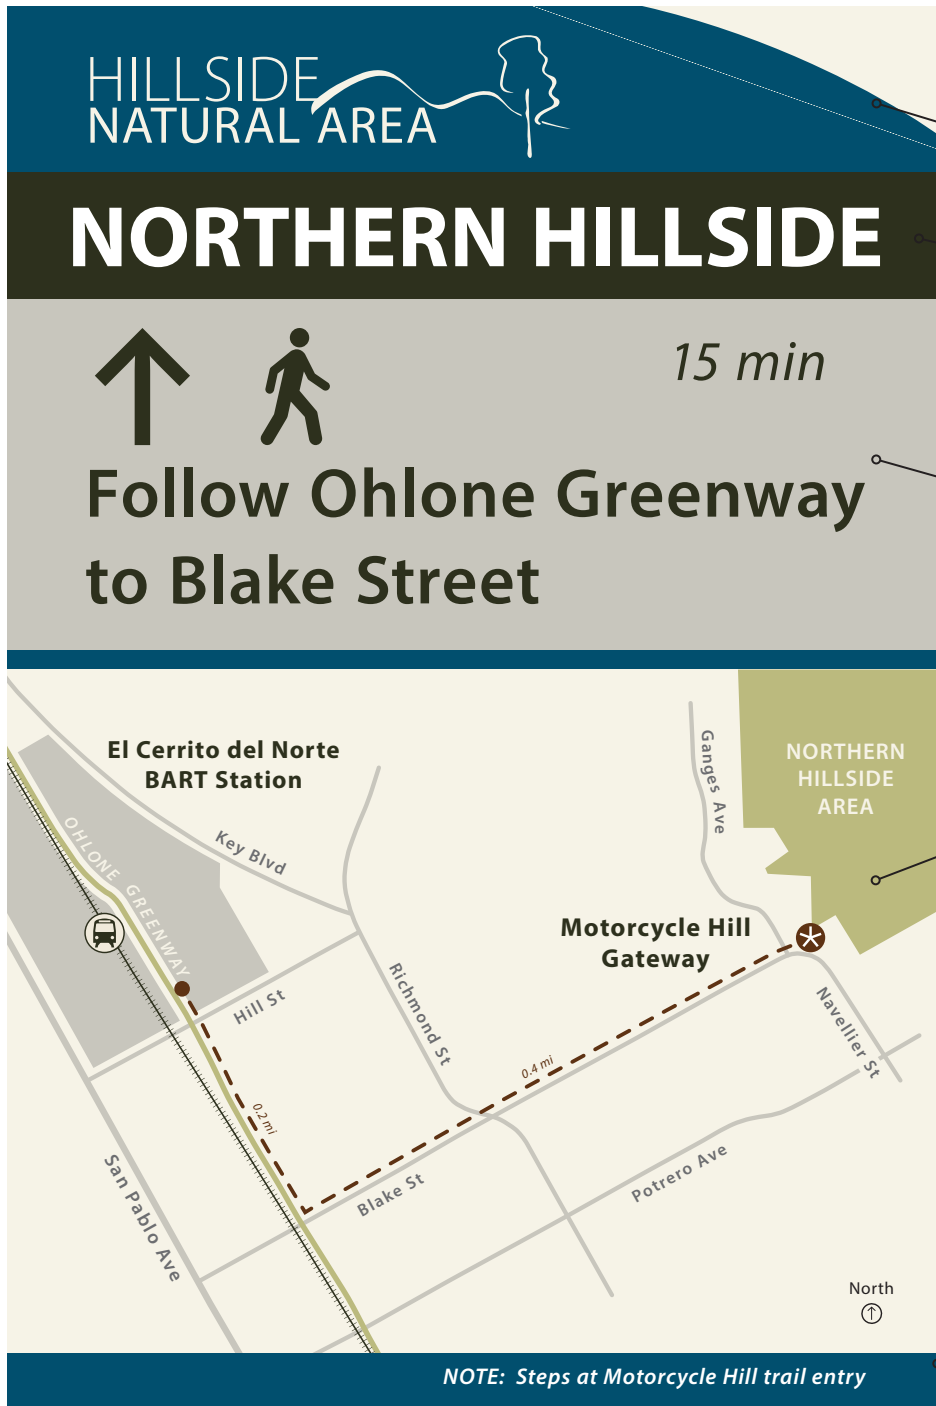 HILLSIDE
NATURAL AREA
NORTHERN HILLSIDE
15 min
Follow Ohlone Greenway
to Blake Street
El Cerrito del Norte
BART Station
NORTHERN
HILLSIDE
AREA
Ganges Ave
OHLONE GREENWAY
Key Blvd
Motorcycle Hill
Gateway
Hill St
Richmond St
Navellier St
0.4 mi
0.2 mi
San Pablo Ave
Blake St
Potrero Ave
North
NOTE: Steps at Motorcycle Hill trail entry